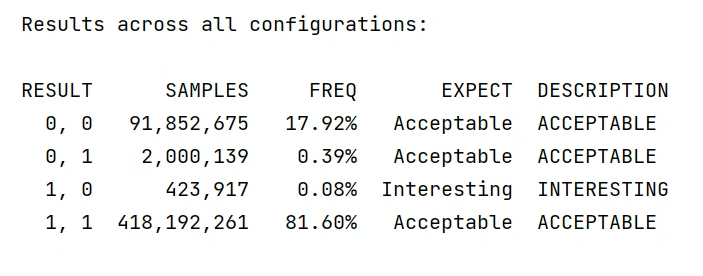 Results across all configurations:
RESULT SAMPLES FREQ EXPECT DESCRIPTION
0, 0 91,852,675 17.92% Acceptable ACCEPTABLE
0, 1 2,000,139 0.39% Acceptable ACCEPTABLE
1, 0 423,917 0.08% Interesting INTERESTING
1, 1 418,192,261 81.60% Acceptable ACCEPTABLE